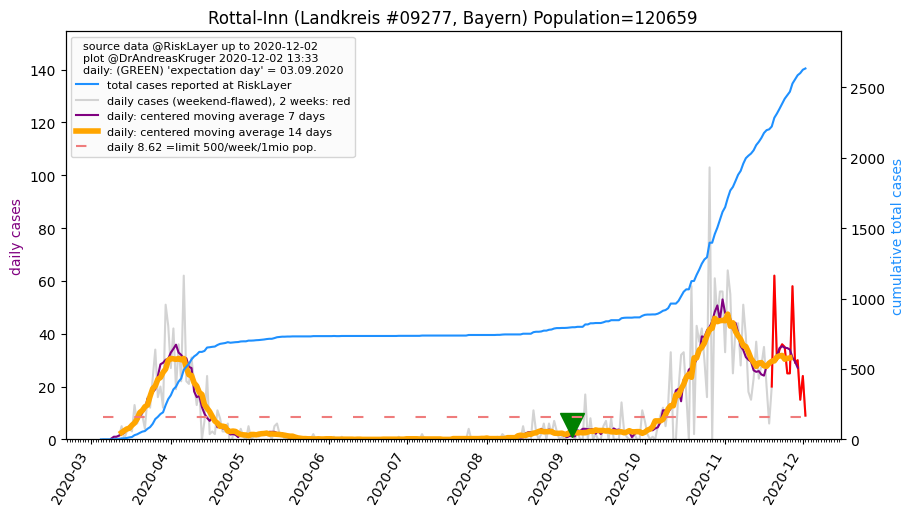 Rottal-Inn (Landkreis #09277, Bayern) Population=120659
source data @RiskLayer up to 2020-12-02
plot @DrAndreasKruger 2020-12-02 13:33
daily: (GREEN) 'expectation day' = 03.09.2020
total cases reported at RiskLayer
daily cases (weekend-flawed), 2 weeks: red
daily: centered moving average 7 days
daily: centered moving average 14 days
daily 8.62 =limit 500/week/1mio pop.
daily cases
140
120
100
80
60
40
20
0
cumulative total cases
2500
2000
1500
1000
500
0
2020-03
2020-04
2020-05
2020-06
2020-07
2020-08
2020-09
2020-10
2020-11
2020-12